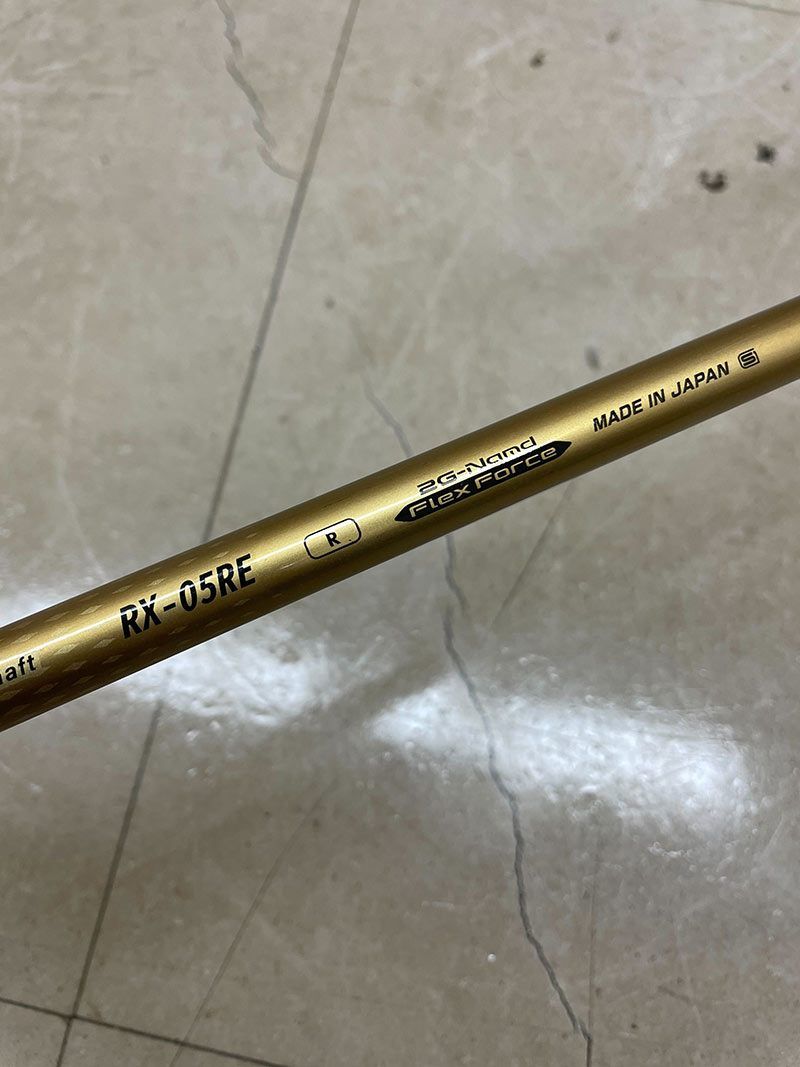 aft
RX-05RE
R
2G-Namd
Flex Force
MADE IN JAPAN S